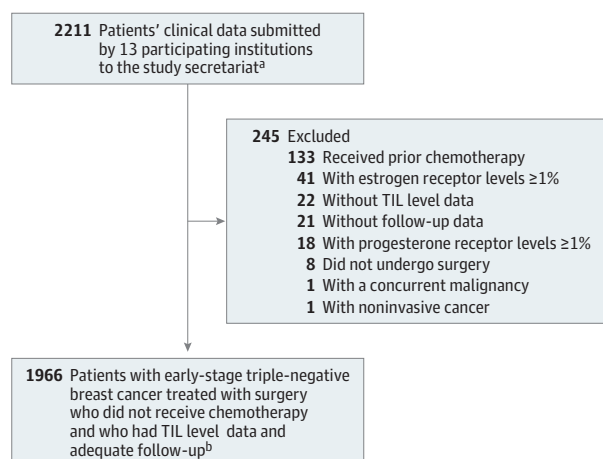 2211 Patients' clinical data submitted
by 13 participating institutions
to the study secretariatᵃ
245 Excluded
133 Received prior chemotherapy
41 With estrogen receptor levels ≥1%
22 Without TIL level data
21 Without follow-up data
18 With progesterone receptor levels ≥1%
8 Did not undergo surgery
1 With a concurrent malignancy
1 With noninvasive cancer
1966 Patients with early-stage triple-negative
breast cancer treated with surgery
who did not receive chemotherapy
and who had TIL level data and
adequate follow-upᵇ